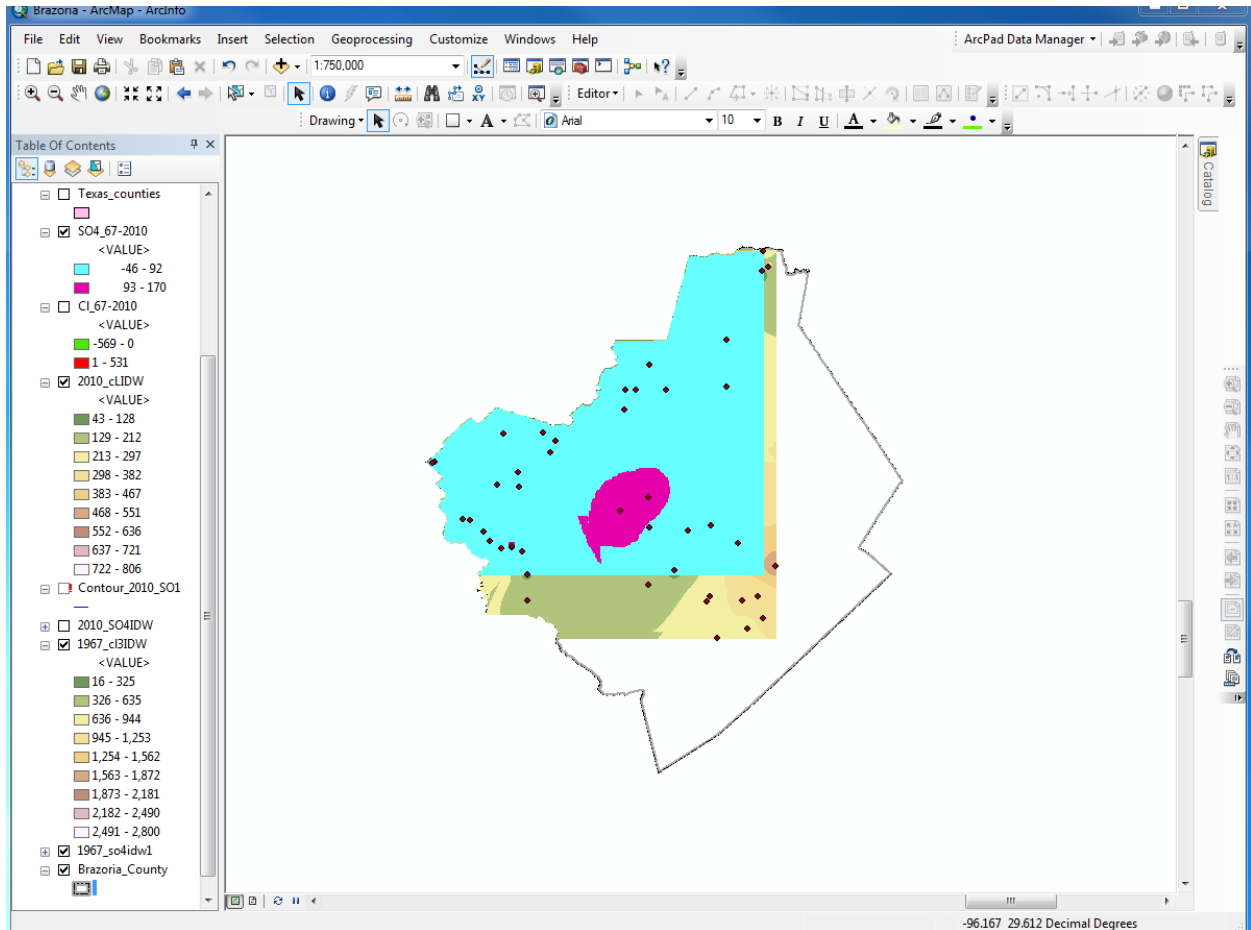 Brazoria - ArcMap - ArcInfo
File Edit View Bookmarks Insert Selection Geoprocessing Customize Windows Help
ArcPad Data Manager
1:750,000
Editor
Drawing A Arial 10 B I U A
Table Of Contents
Texas_counties
SO4_67-2010
<VALUE>
-46 - 92
93 - 170
Cl_67-2010
<VALUE>
-569 - 0
1 - 531
2010_cLIDW
<VALUE>
43 - 128
129 - 212
213 - 297
298 - 382
383 - 467
468 - 551
552 - 636
637 - 721
722 - 806
Contour_2010_SO1
2010_SO4IDW
1967_cl3IDW
<VALUE>
16 - 325
326 - 635
636 - 944
945 - 1,253
1,254 - 1,562
1,563 - 1,872
1,873 - 2,181
2,182 - 2,490
2,491 - 2,800
1967_so4idw1
Brazoria_County
Catalog
1:1
-96.167 29.612 Decimal Degrees